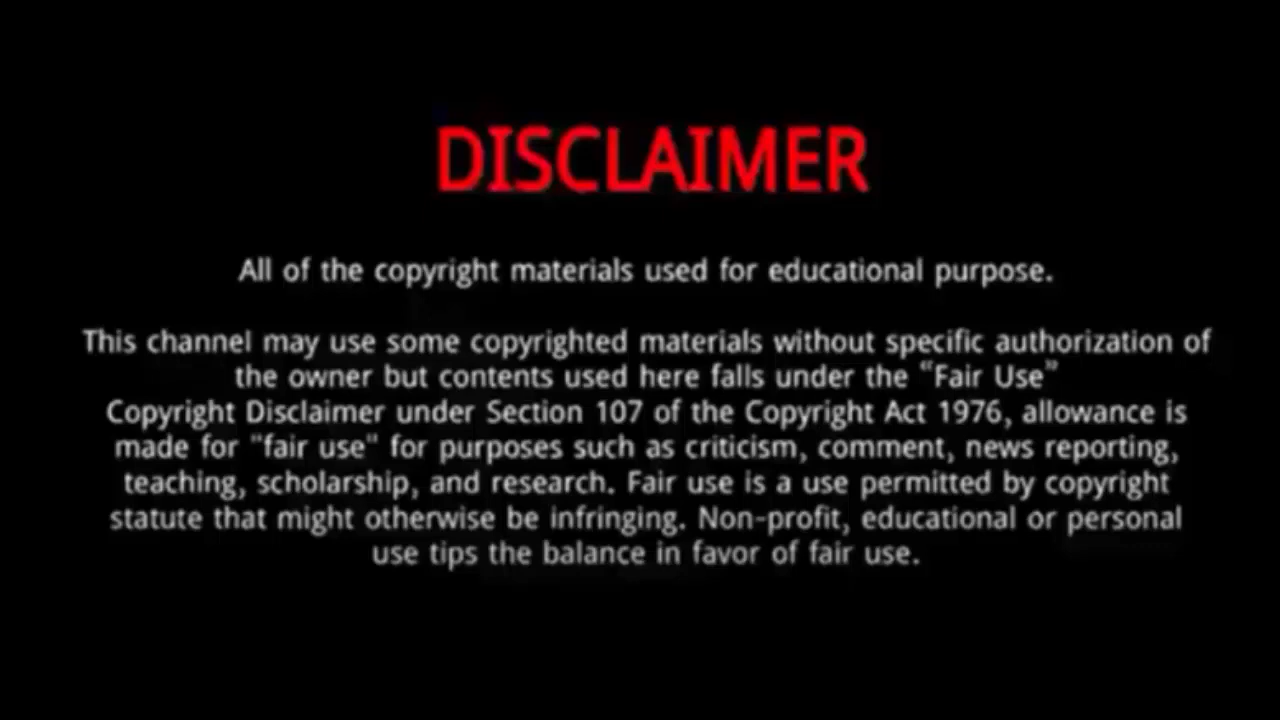 DISCLAIMER
All of the copyright materials used for educational purpose.
This channel may use some copyrighted materials without specific authorization of
the owner but contents used here falls under the “Fair Use”
Copyright Disclaimer under Section 107 of the Copyright Act 1976, allowance is
made for "fair use" for purposes such as criticism, comment, news reporting,
teaching, scholarship, and research. Fair use is a use permitted by copyright
statute that might otherwise be infringing. Non-profit, educational or personal
use tips the balance in favor of fair use.